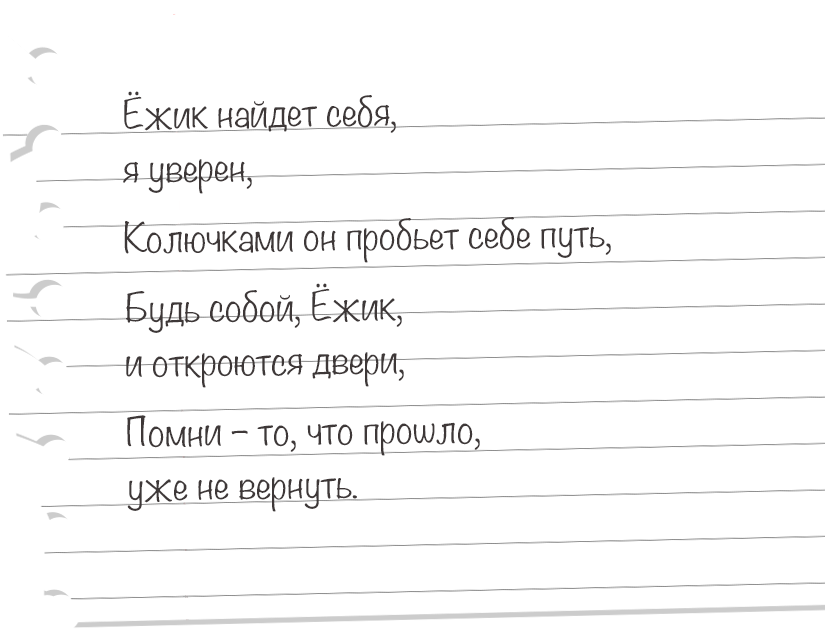 Ёжик найдет себя,
я уверен,
Колючками он пробьет себе путь,
Будь собой, Ёжик,
и откроются двери,
Помни – то, что прошло,
уже не вернуть.